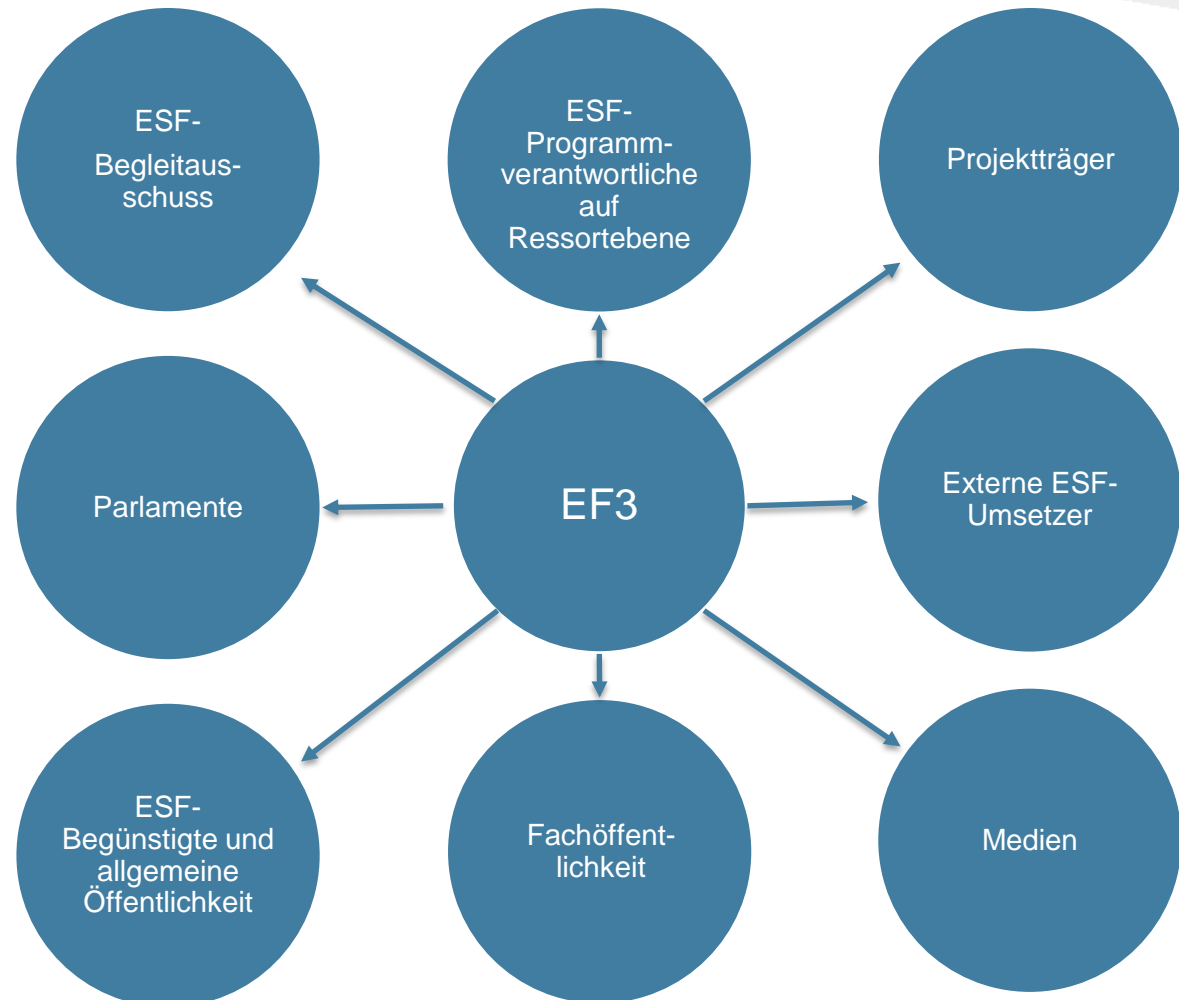 ESF-
Begleitaus-
schuss
ESF-
Programm-
verantwortliche
auf
Ressortebene
Projektträger
Parlamente
EF3
Externe ESF-
Umsetzer
ESF-
Begünstigte und
allgemeine
Öffentlichkeit
Fachöffent-
lichkeit
Medien